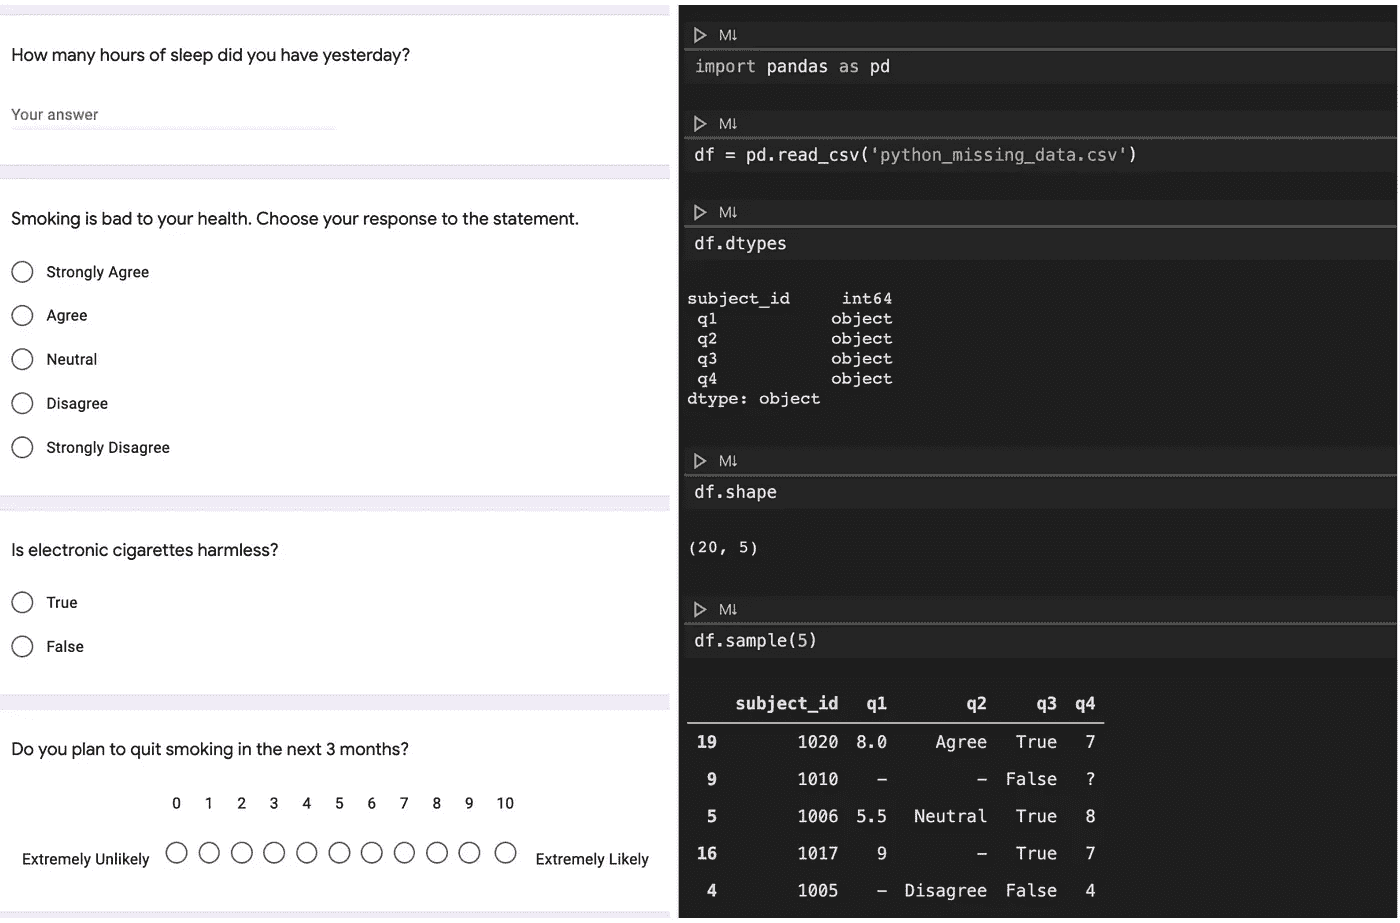 How many hours of sleep did you have yesterday?
Your answer
Smoking is bad to your health. Choose your response to the statement.
Strongly Agree
Agree
Neutral
Disagree
Strongly Disagree
Is electronic cigarettes harmless?
True
False
Do you plan to quit smoking in the next 3 months?
0 1 2 3 4 5 6 7 8 9 10
Extremely Unlikely Extremely Likely
M↓
import pandas as pd
M↓
df = pd.read_csv('python_missing_data.csv')
M↓
df.dtypes
subject_id int64
q1 object
q2 object
q3 object
q4 object
dtype: object
M↓
df.shape
(20, 5)
M↓
df.sample(5)
subject_id q1 q2 q3 q4
19 1020 8.0 Agree True 7
9 1010 – – False ?
5 1006 5.5 Neutral True 8
16 1017 9 – True 7
4 1005 – Disagree False 4